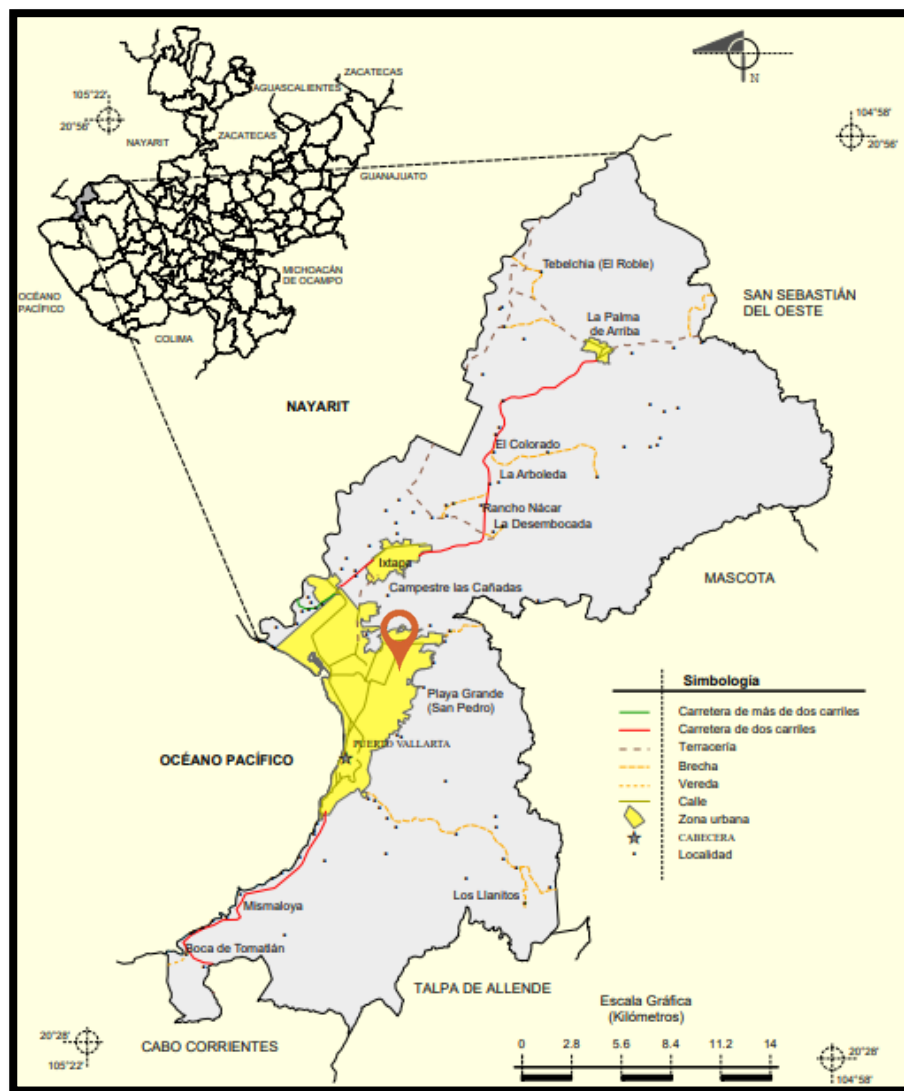 ZACATECAS
105°22'
AGUASCALIENTES
20°56'
NAYARIT
ZACATECAS
GUANAJUATO
N
104°58'
20°56'
MICHOACÁN
DE OCAMPO
OCÉANO
PACÍFICO
COLIMA
Tebelchia (El Roble)
SAN SEBASTIÁN
DEL OESTE
La Palma
de Arriba
NAYARIT
El Colorado
La Arboleda
Rancho Nácar
La Desembocada
Ixtapa
Campestre las Cañadas
MASCOTA
Playa Grande
(San Pedro)
PUERTO VALLARTA
OCÉANO PACÍFICO
Simbología
Carretera de más de dos carriles
Carretera de dos carriles
Terracería
Brecha
Vereda
Calle
Zona urbana
CABECERA
Localidad
Los Llanitos
Mismaloya
Boca de Tomatlán
TALPA DE ALLENDE
CABO CORRIENTES
20°28'
105°22'
Escala Gráfica
(Kilómetros)
0 2.8 5.6 8.4 11.2 14
20°28'
104°58'